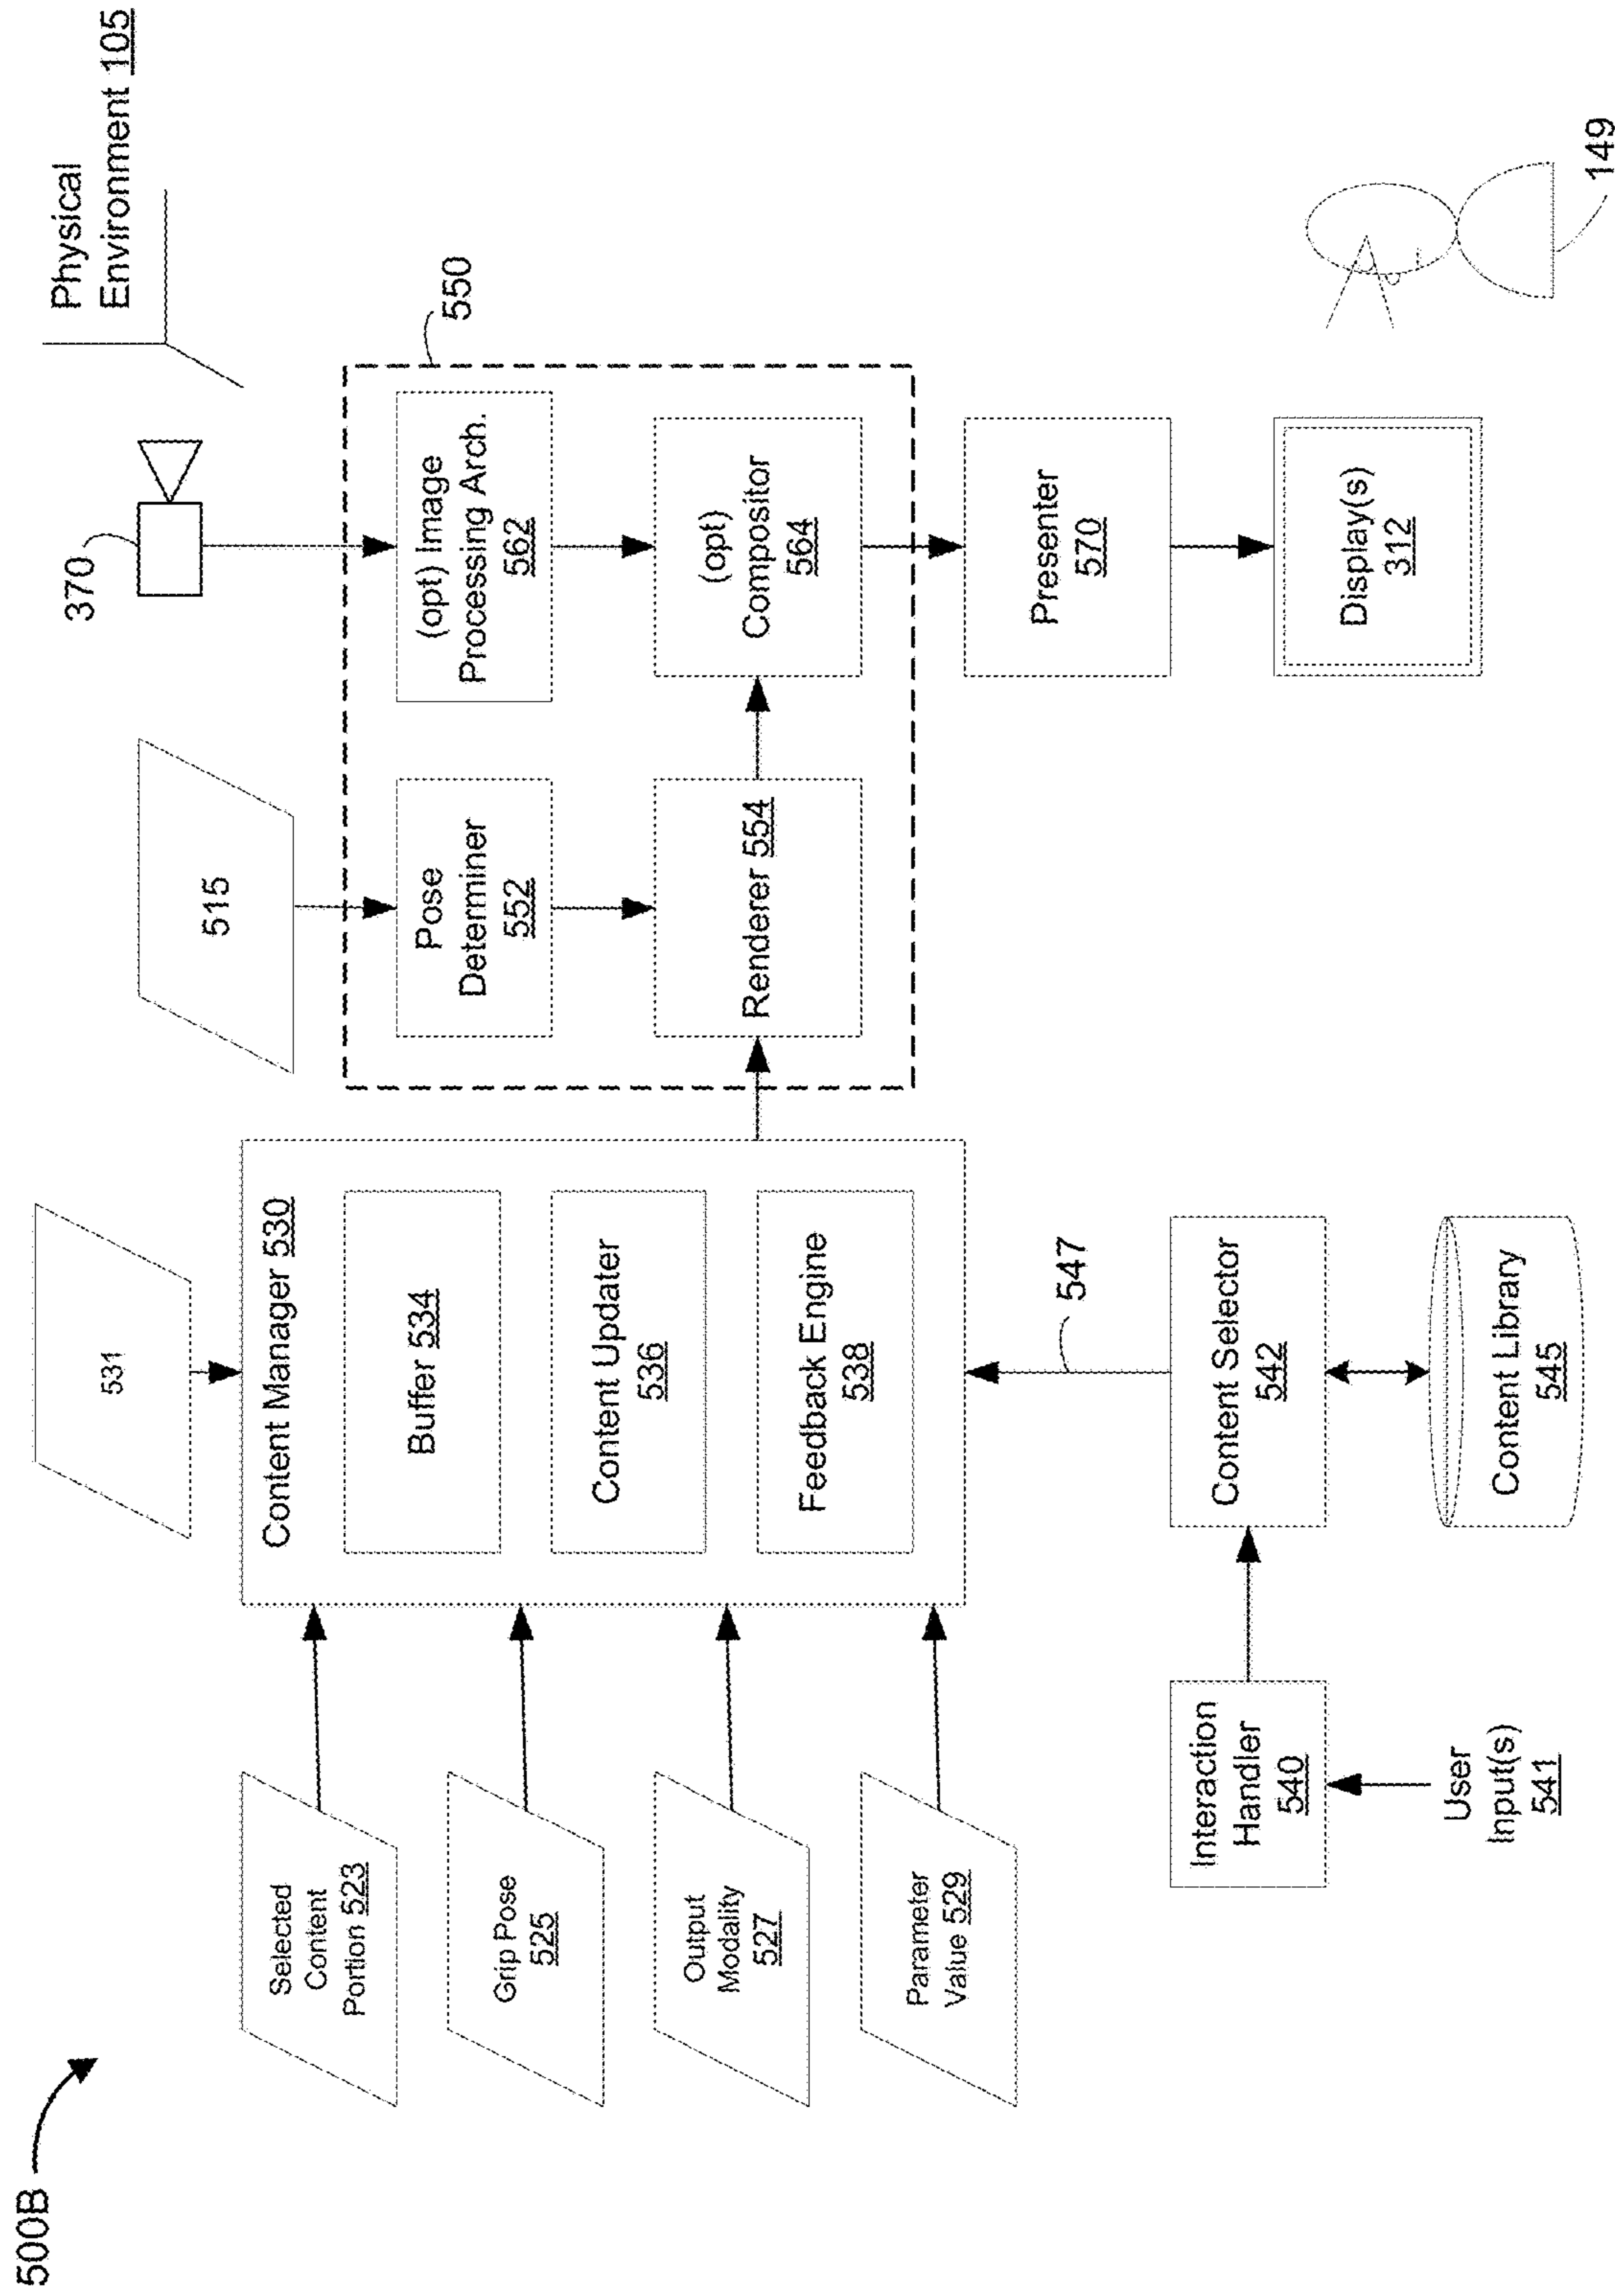 500B
Selected
Content
Portion 523
Grip Pose
525
Output
Modality
527
Parameter
Value 529
531
Content Manager 530
Buffer 534
Content Updater
536
Feedback Engine
538
547
Interaction
Handler
540
User
Input(s)
541
Content Selector
542
Content Library
545
515
550
Pose
Determiner
552
Renderer 554
370
Physical
Environment 105
(opt) Image
Processing Arch.
562
(opt)
Compositor
564
Presenter
570
Display(s)
312
149